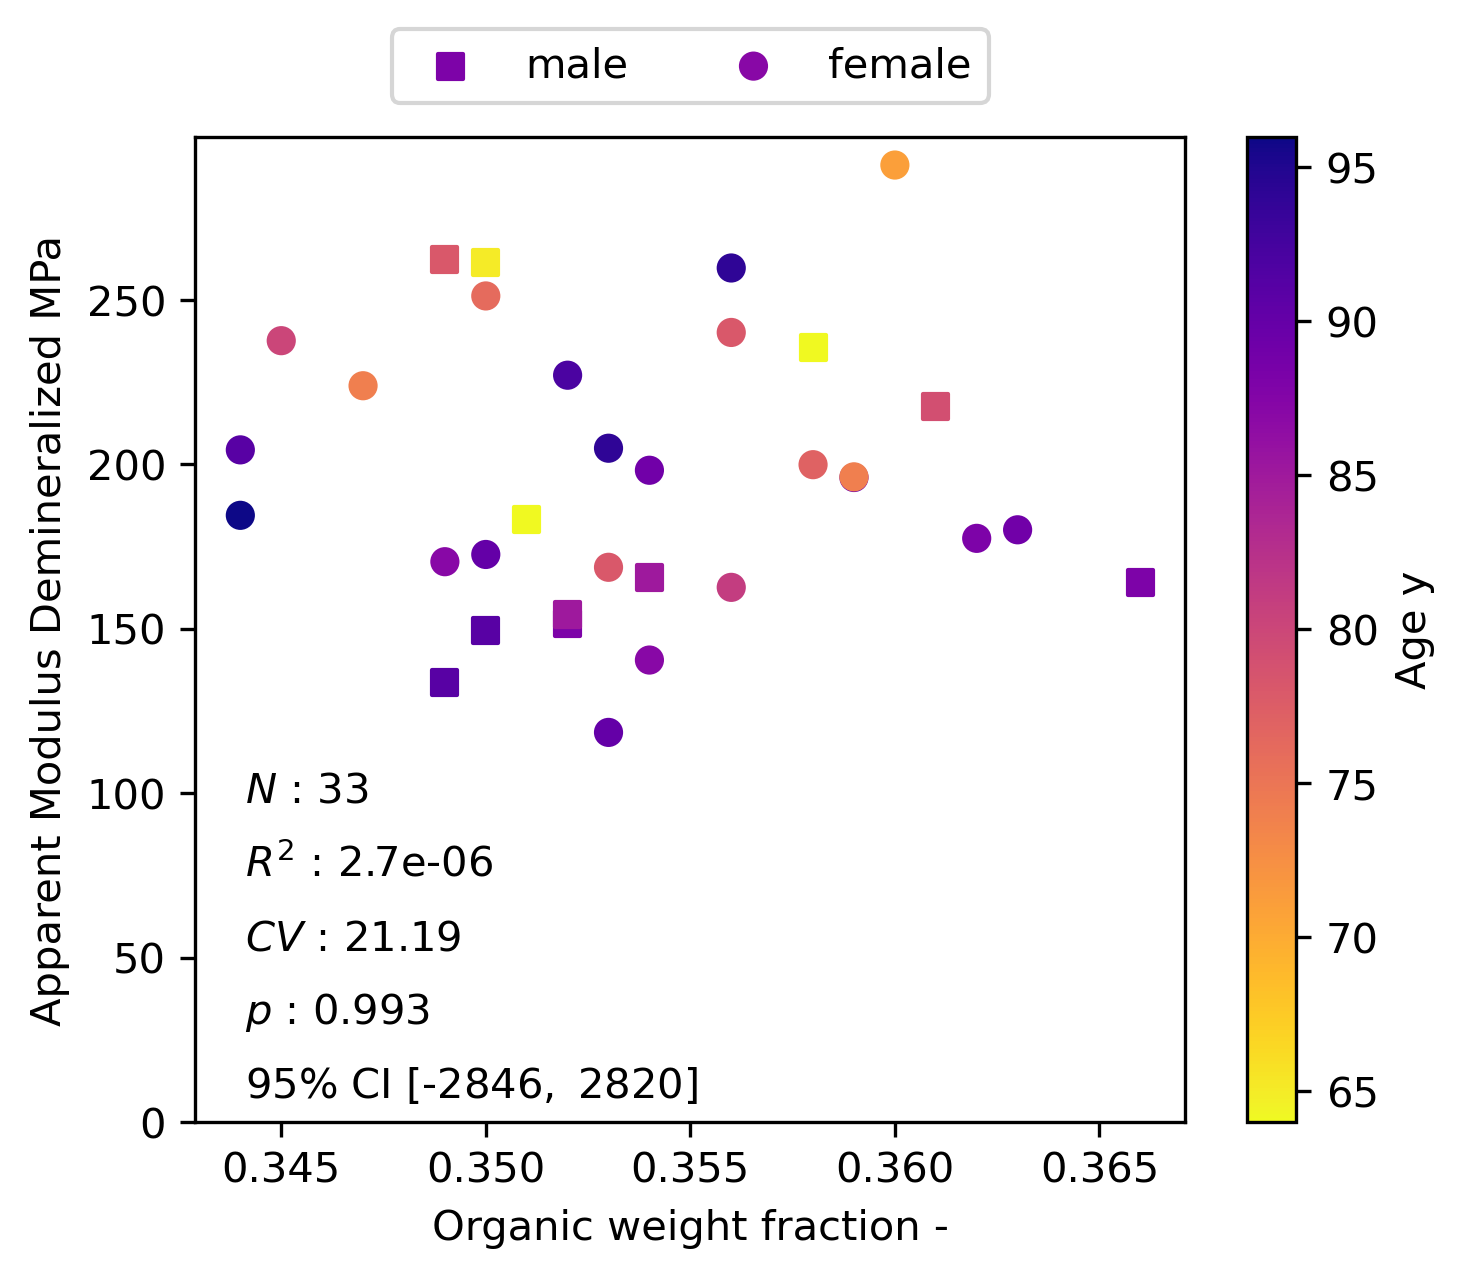 male female
Apparent Modulus Demineralized MPa
250
200
150
100
50
0
N : 33
R² : 2.7e-06
CV : 21.19
p : 0.993
95% CI [-2846, 2820]
0.345 0.350 0.355 0.360 0.365
Organic weight fraction -
95
90
85
80
75
70
65
Age y